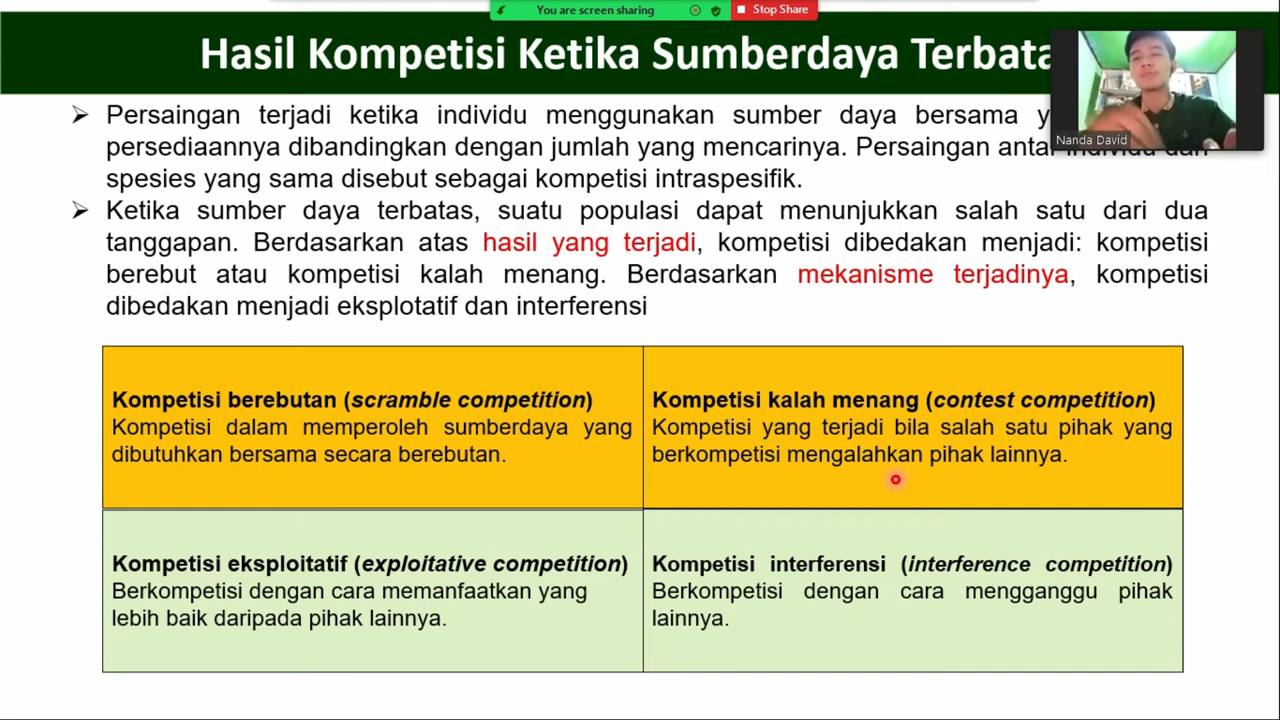 You are screen sharing
Stop Share
Hasil Kompetisi Ketika Sumberdaya
Nanda David
Persaingan terjadi ketika individu menggunakan sumber daya bersama
persediaannya dibandingkan dengan jumlah yang mencarinya. Persaingan
spesies yang sama disebut sebagai kompetisi intraspesifik.
Ketika sumber daya terbatas, suatu populasi dapat menunjukkan salah satu dari dua
tanggapan. Berdasarkan atas hasil yang terjadi, kompetisi dibedakan menjadi: kompetisi
berebut atau kompetisi kalah menang. Berdasarkan mekanisme terjadinya, kompetisi
dibedakan menjadi eksplotatif dan interferensi
Kompetisi berebutan (scramble competition)
Kompetisi dalam memperoleh sumberdaya yang
dibutuhkan bersama secara berebutan.
Kompetisi kalah menang (contest competition)
Kompetisi yang terjadi bila salah satu pihak yang
berkompetisi mengalahkan pihak lainnya.
Kompetisi eksploitatif (exploitative competition)
Berkompetisi dengan cara memanfaatkan yang
lebih baik daripada pihak lainnya.
Kompetisi interferensi (interference competition)
Berkompetisi dengan cara mengganggu pihak
lainnya.